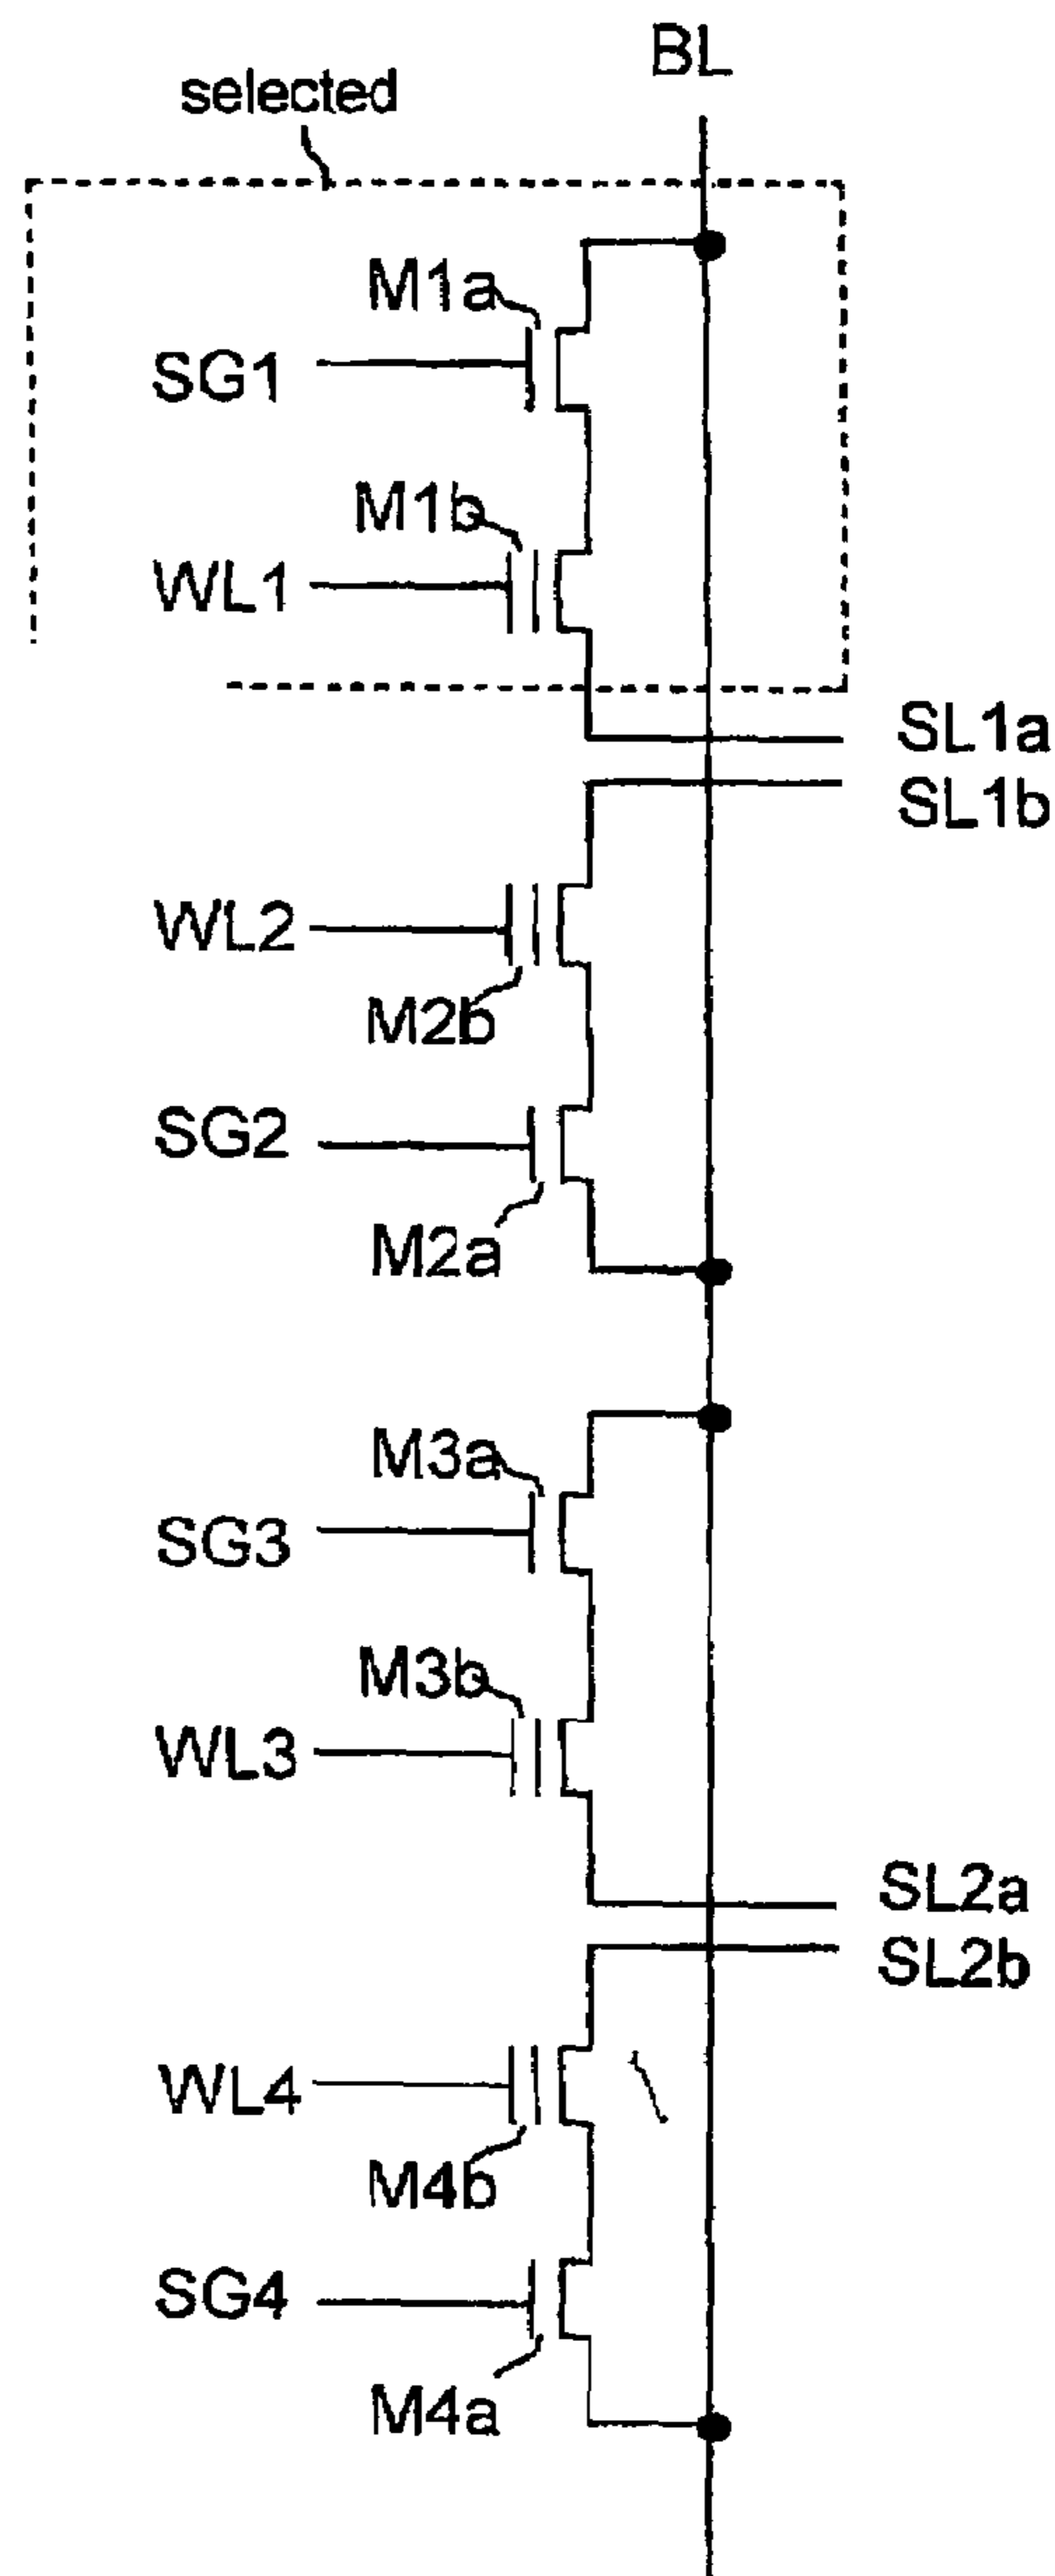 BL
selected
M1a
SG1
M1b
WL1
SL1a
SL1b
WL2
M2b
SG2
M2a
M3a
SG3
M3b
WL3
SL2a
SL2b
WL4
M4b
SG4
M4a